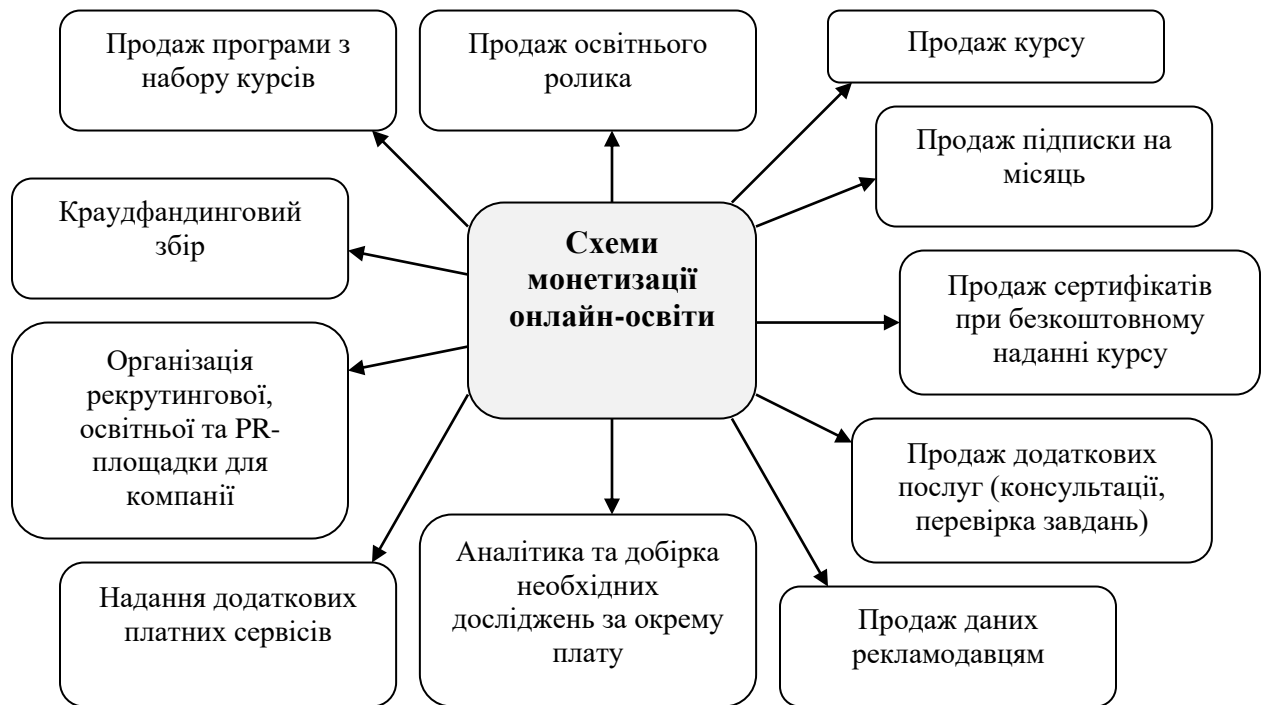 Продаж програми з
набору курсів
Продаж освітнього
ролика
Продаж курсу
Продаж підписки на
місяць
Краудфандинговий
збір
Схеми
монетизації
онлайн-освіти
Продаж сертифікатів
при безкоштовному
наданні курсу
Організація
рекрутингової,
освітньої та PR-
площадки для
компанії
Продаж додаткових
послуг (консультації,
перевірка завдань)
Надання додаткових
платних сервісів
Аналітика та добірка
необхідних
досліджень за окрему
плату
Продаж даних
рекламодавцям